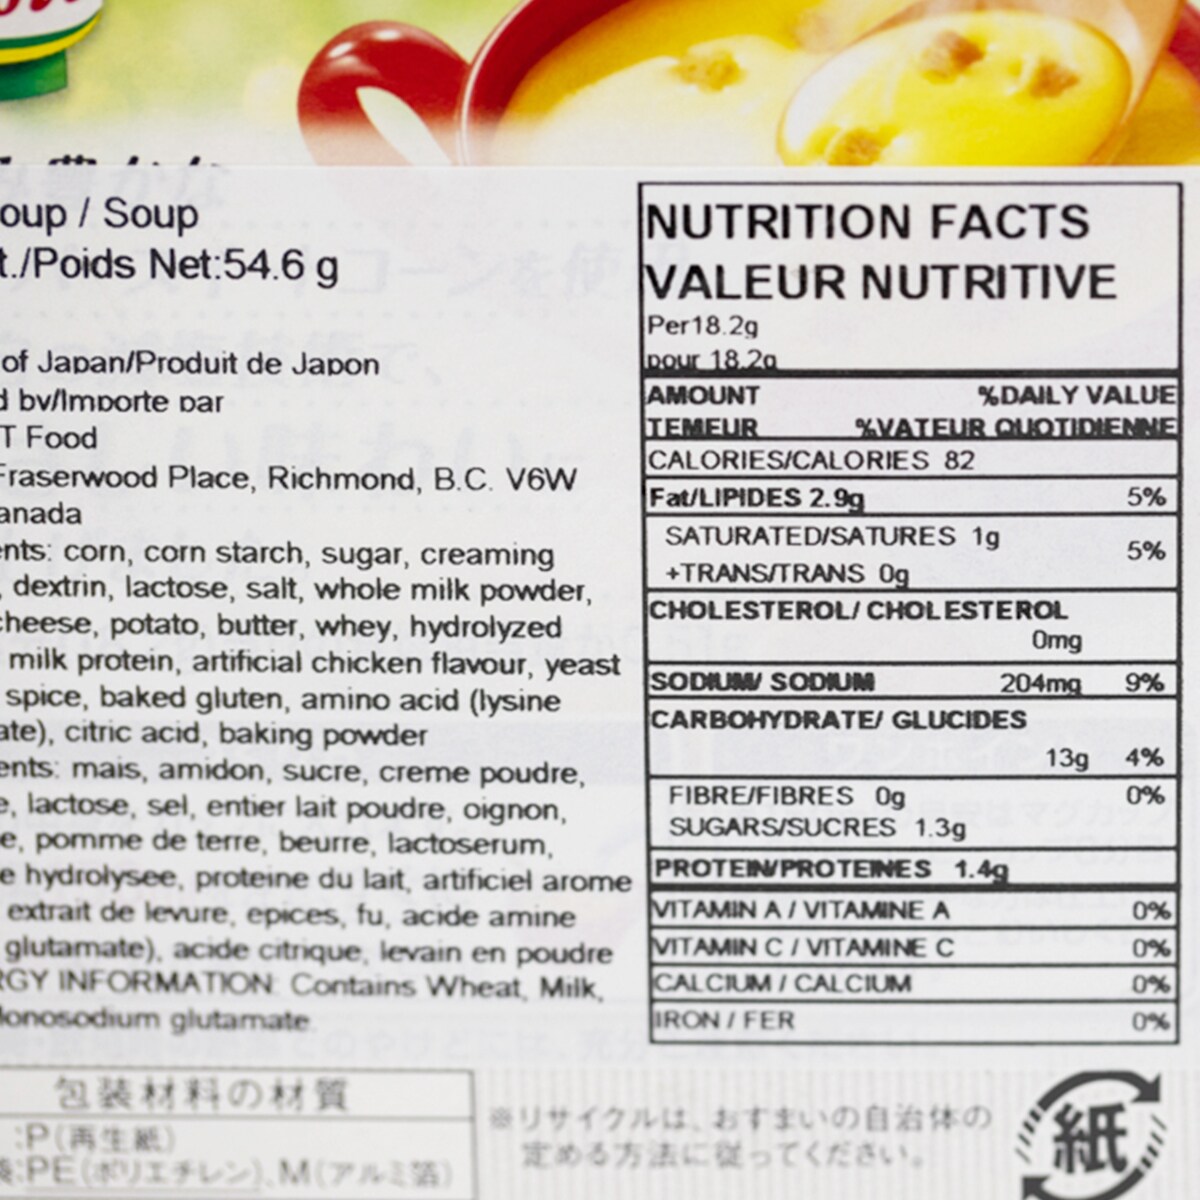 oup / Soup
t./Poids Net:54.6 g
of Japan/Produit de Japon
d by/Importe par
T Food
Fraserwood Place, Richmond, B.C. V6W
anada
ents: corn, corn starch, sugar, creaming
, dextrin, lactose, salt, whole milk powder,
cheese, potato, butter, whey, hydrolyzed
milk protein, artificial chicken flavour, yeast
spice, baked gluten, amino acid (lysine
ate), citric acid, baking powder
ents: mais, amidon, sucre, creme poudre,
e, lactose, sel, entier lait poudre, oignon,
e, pomme de terre, beurre, lactoserum,
e hydrolysee, proteine du lait, artificiel arome
extrait de levure, epices, fu, acide amine
glutamate), acide citrique, levain en poudre
RGY INFORMATION: Contains Wheat, Milk,
Monosodium glutamate
NUTRITION FACTS
VALEUR NUTRITIVE
Per18.2g
pour 18.2g
AMOUNT %DAILY VALUE
TEMEUR %VATEUR QUOTIDIENNE
CALORIES/CALORIES 82
Fat/LIPIDES 2.9g 5%
SATURATED/SATURES 1g
+TRANS/TRANS 0g 5%
CHOLESTEROL/ CHOLESTEROL
0mg
SODIUM/ SODIUM 204mg 9%
CARBOHYDRATE/ GLUCIDES
13g 4%
FIBRE/FIBRES 0g 0%
SUGARS/SUCRES 1.3g
PROTEIN/PROTEINES 1.4g
VITAMIN A / VITAMINE A 0%
VITAMIN C / VITAMINE C 0%
CALCIUM / CALCIUM 0%
IRON / FER 0%
包装材料の材質
:P(再生紙)
袋:PE(ポリエチレン)、M(アルミ箔)
※リサイクルは、おすまいの自治体の
定める方法に従ってください。
紙